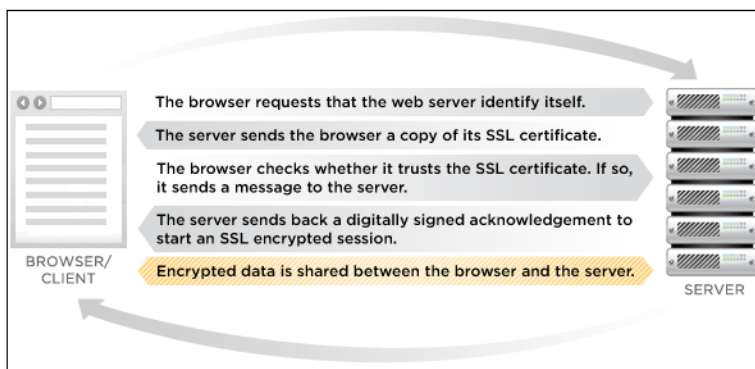 The browser requests that the web server identify itself.
The server sends the browser a copy of its SSL certificate.
The browser checks whether it trusts the SSL certificate. If so,
it sends a message to the server.
The server sends back a digitally signed acknowledgement to
start an SSL encrypted session.
Encrypted data is shared between the browser and the server.
BROWSER/
CLIENT
SERVER